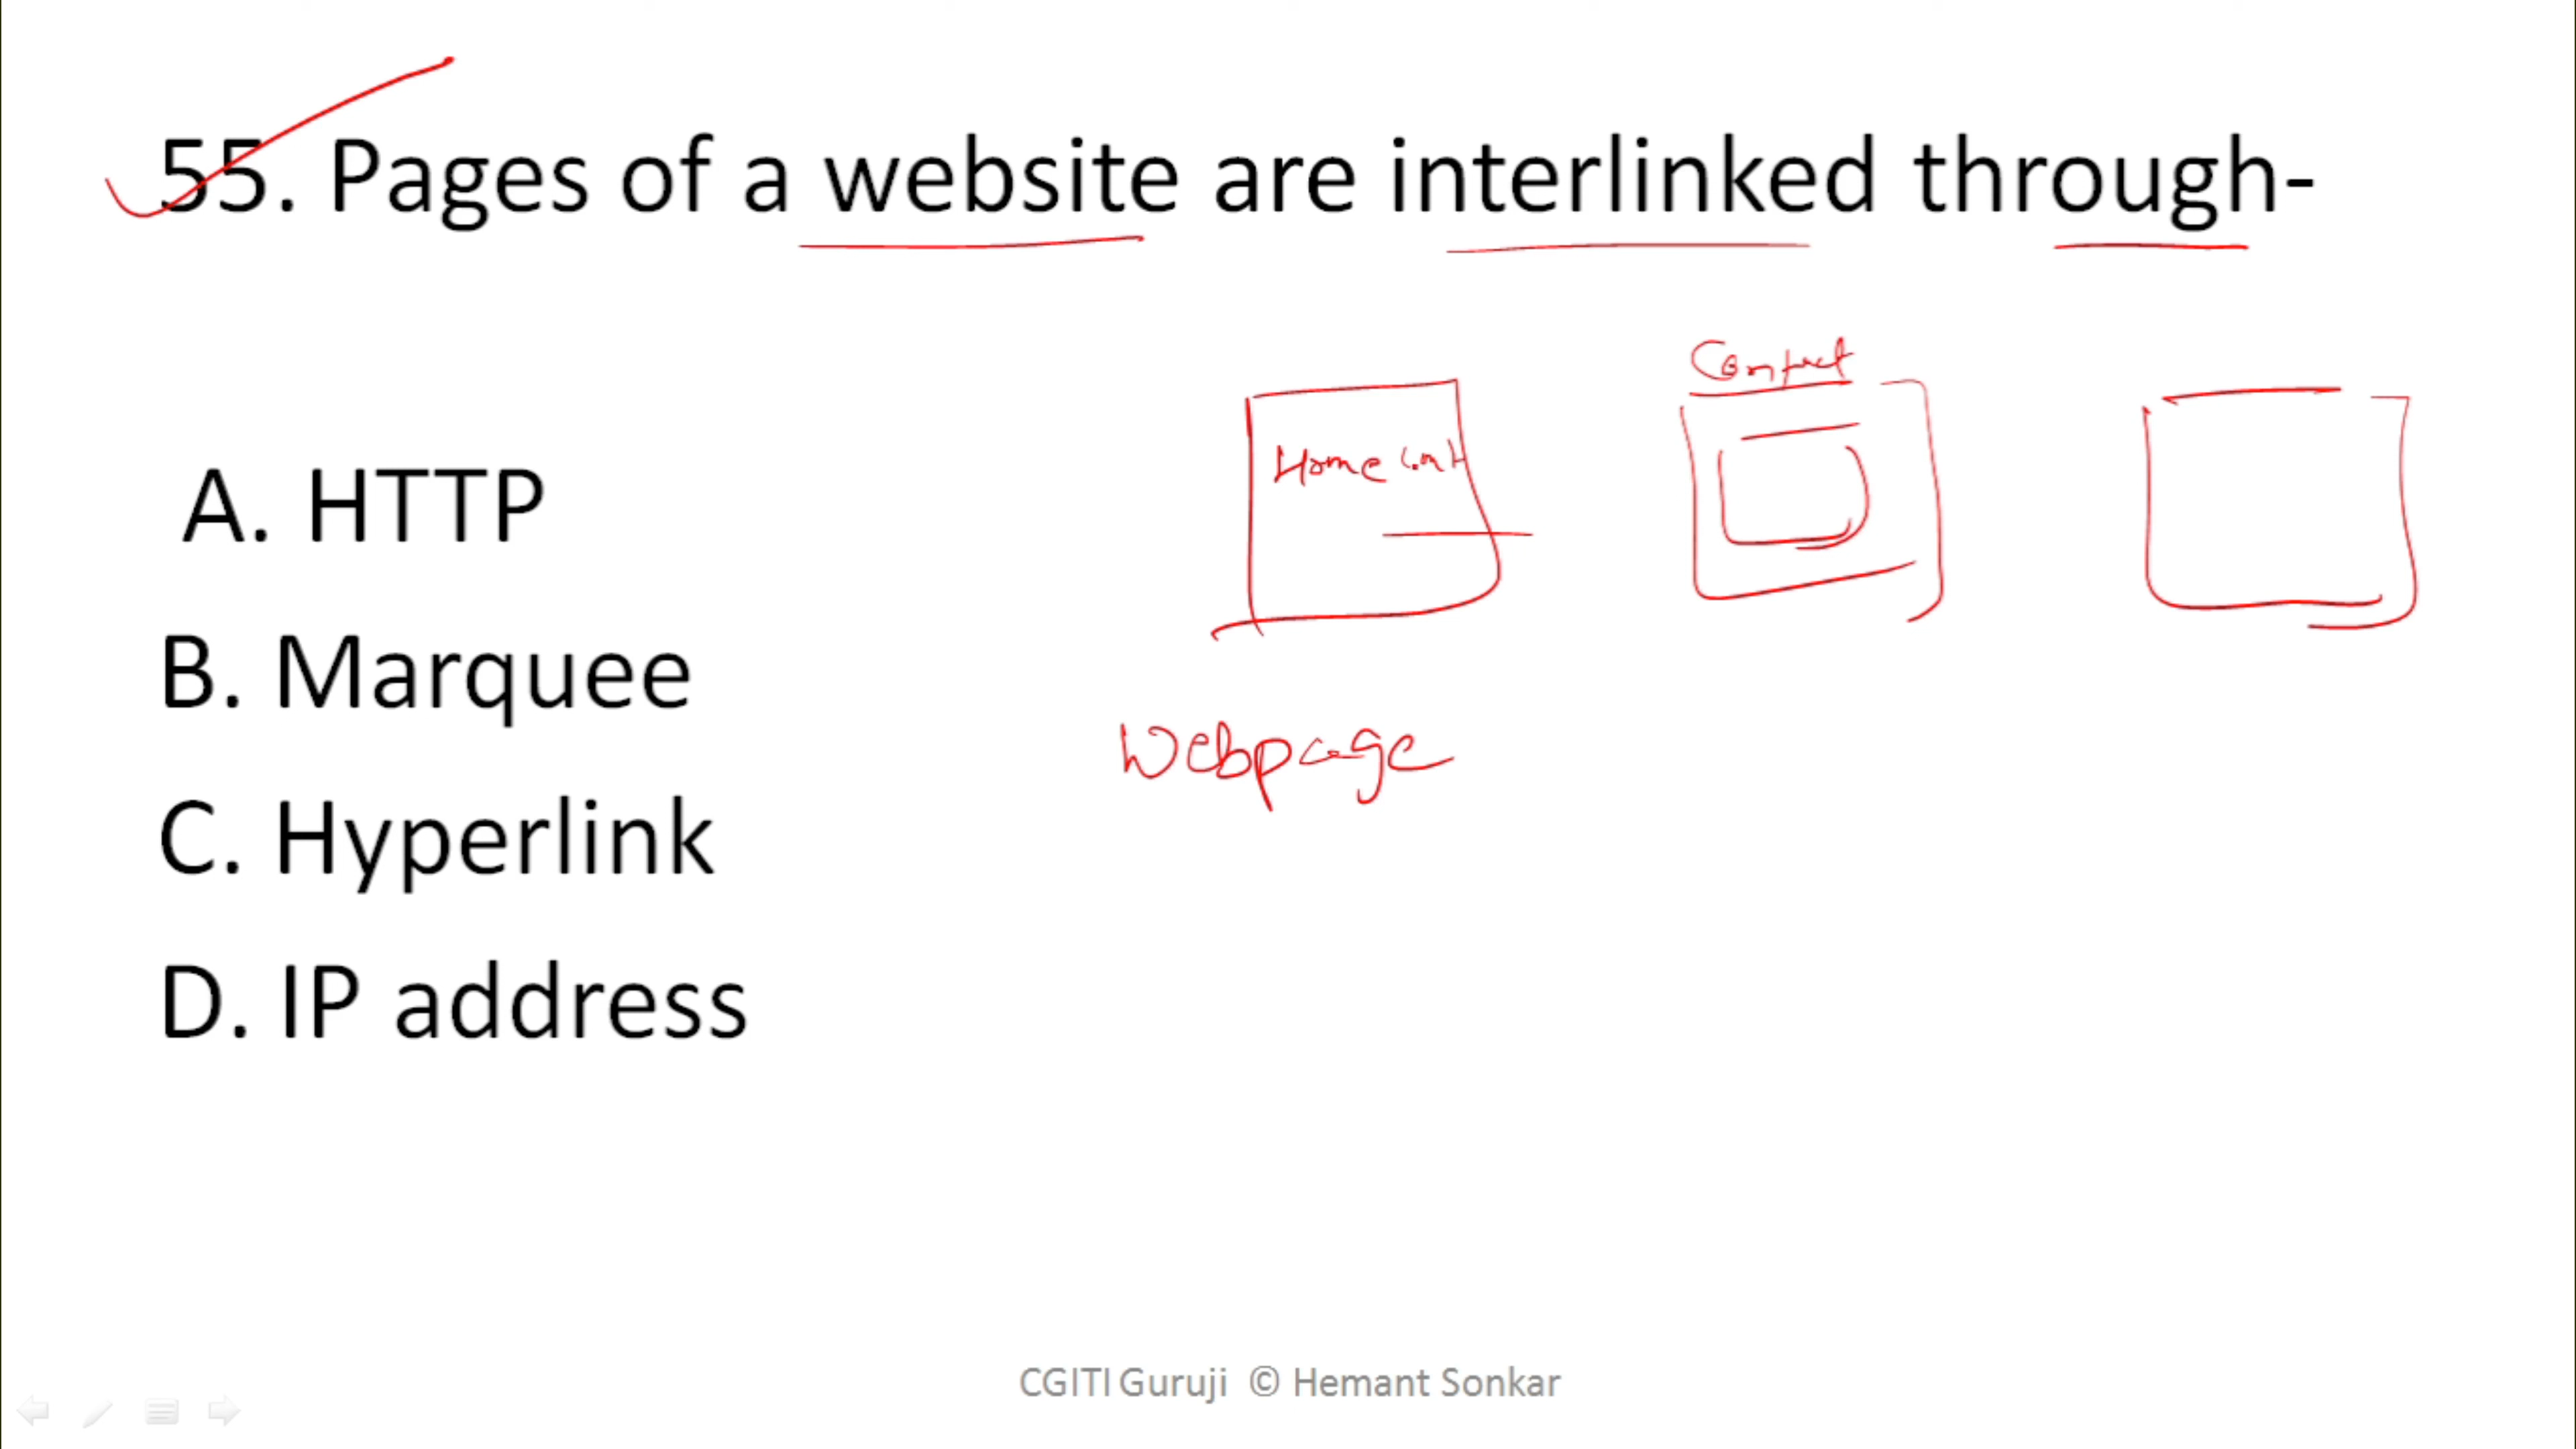 55. Pages of a website are interlinked through-
Contact
Home
A. HTTP
B. Marquee
Webpage
C. Hyperlink
D. IP address
CGITI Guruji © Hemant Sonkar